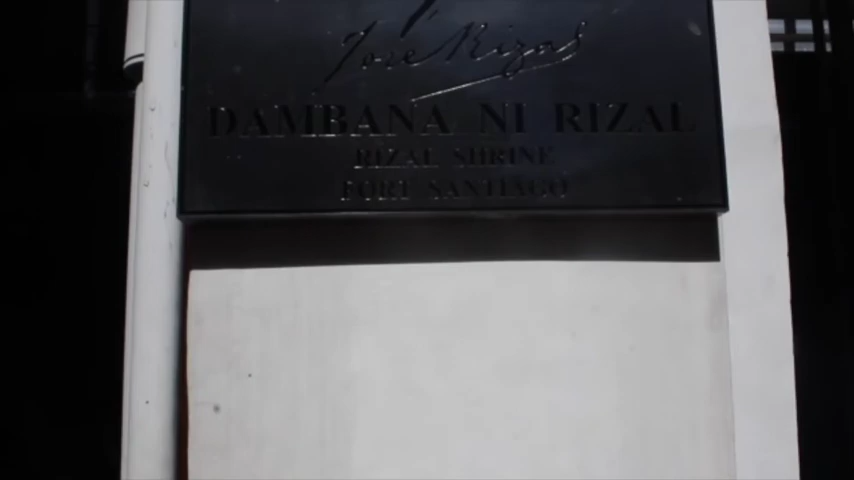 José Rizal
DAMBANA NI RIZAL
RIZAL SHRINE
FORT SANTIAGO